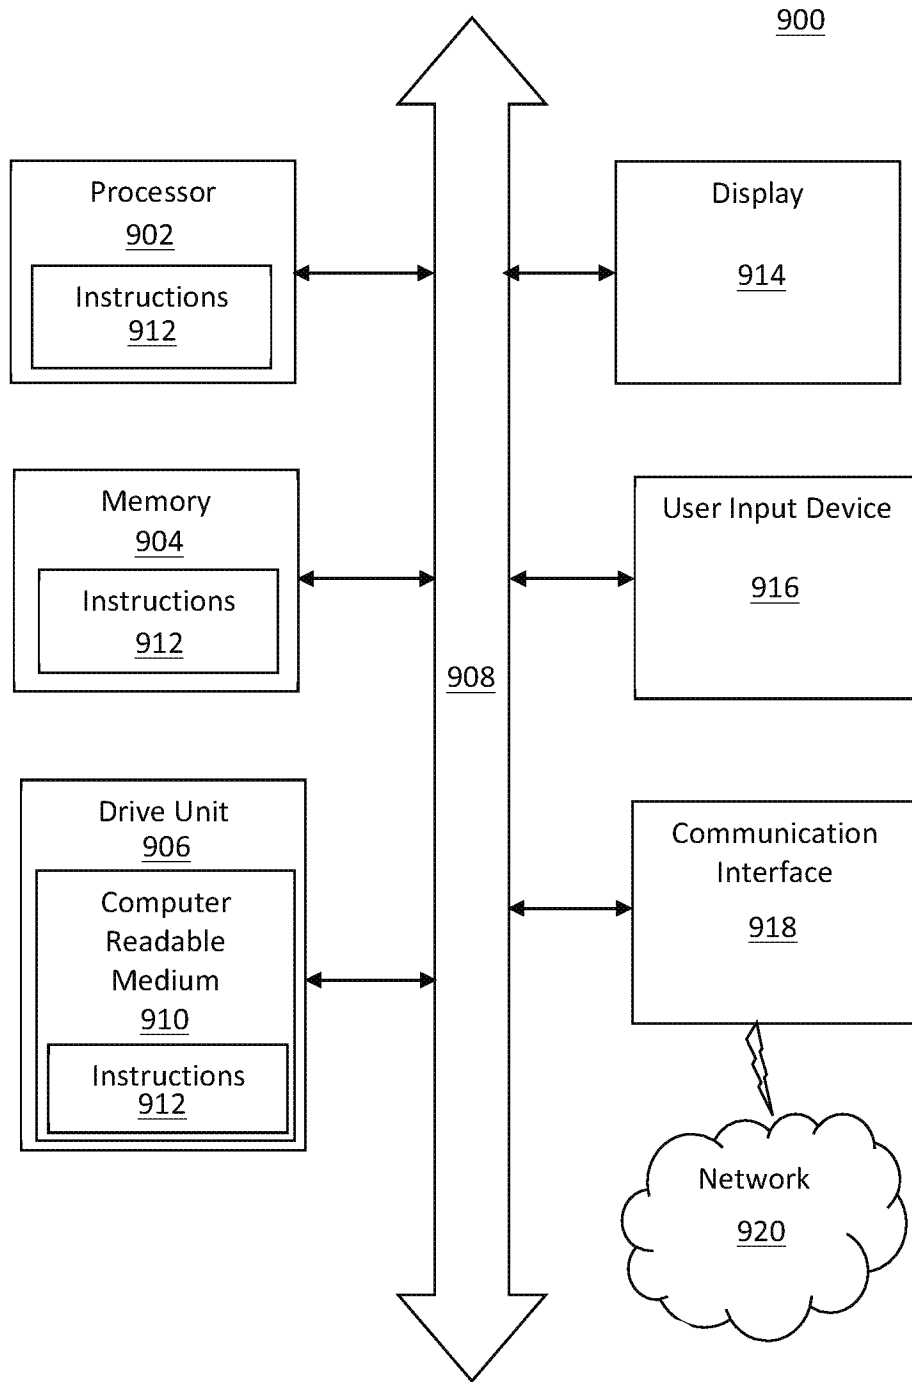 900
Processor
902
Instructions
912
Display
914
Memory
904
Instructions
912
User Input Device
916
908
Drive Unit
906
Computer
Readable
Medium
910
Instructions
912
Communication
Interface
918
Network
920